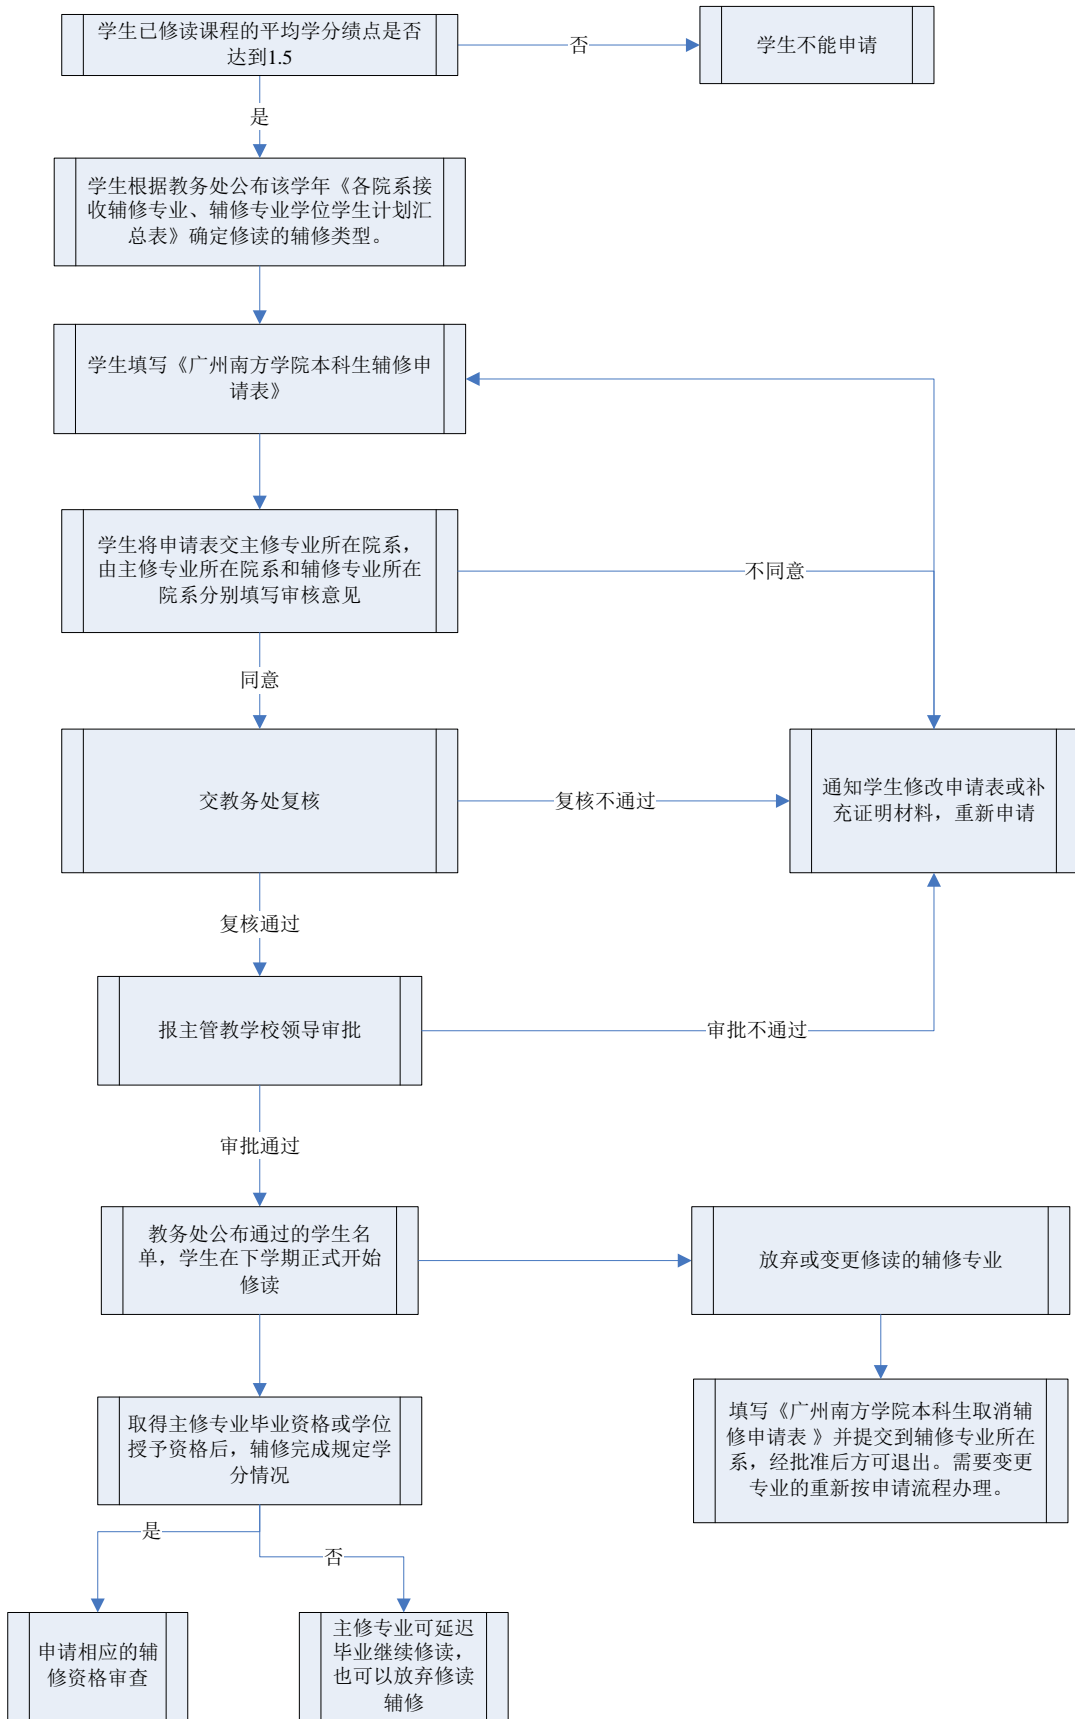 学生已修读课程的平均学分绩点是否
达到1.5
否
学生不能申请
是
学生根据教务处公布该学年《各院系接
收辅修专业、辅修专业学位学生计划汇
总表》确定修读的辅修类型。
学生填写《广州南方学院本科生辅修申
请表》
学生将申请表交主修专业所在院系，
由主修专业所在院系和辅修专业所在
院系分别填写审核意见
不同意
同意
交教务处复核
复核不通过
通知学生修改申请表或补
充证明材料，重新申请
复核通过
报主管教学校领导审批
审批不通过
审批通过
教务处公布通过的学生名
单，学生在下学期正式开始
修读
放弃或变更修读的辅修专业
取得主修专业毕业资格或学位
授予资格后，辅修完成规定学
分情况
填写《广州南方学院本科生取消辅
修申请表 》并提交到辅修专业所在
系，经批准后方可退出。需要变更
专业的重新按申请流程办理。
是
否
申请相应的辅
修资格审查
主修专业可延迟
毕业继续修读，
也可以放弃修读
辅修